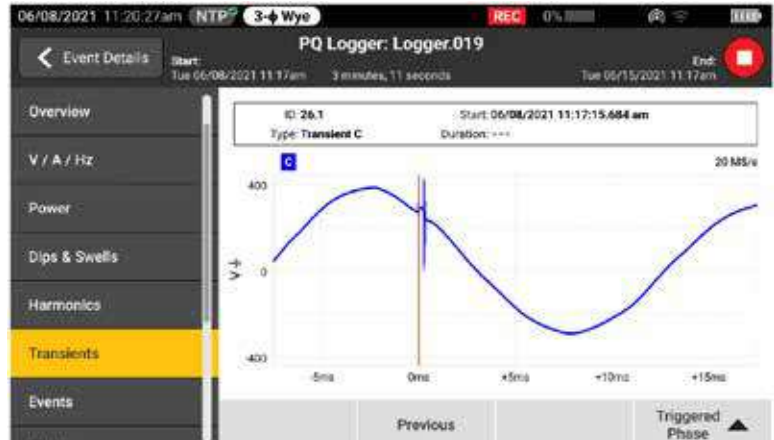 06/08/2021 11:20:27am NTP 3-ϕ Wye REC 0%
Event Details
PQ Logger: Logger.019
Start: End:
Tue 06/08/2021 11:17am 3 minutes, 11 seconds Tue 06/15/2021 11:17am
Overview
V / A / Hz
Power
Dips & Swells
Harmonics
Transients
Events
ID: 26.1 Start: 06/08/2021 11:17:15.684 am
Type: Transient C Duration: ---
C 20 MS/s
400
V
0
-400
-5ms 0ms +5ms +10ms +15ms
Previous
Triggered
Phase